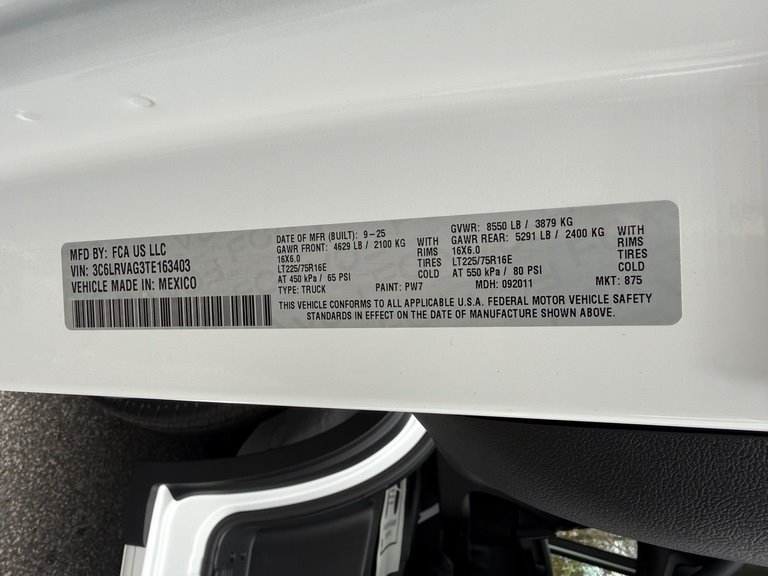 MFD BY: FCA US LLC
VIN: 3C6LRVAG3TE163403
VEHICLE MADE IN: MEXICO
DATE OF MFR (BUILT): 9-25
GAWR FRONT: 4629 LB / 2100 KG WITH
16X6.0 RIMS
LT225/75R16E TIRES
AT 450 kPa / 65 PSI COLD
TYPE: TRUCK PAINT: PW7
GVWR: 8550 LB / 3879 KG
GAWR REAR: 5291 LB / 2400 KG WITH
16X6.0 RIMS
LT225/75R16E TIRES
AT 550 kPa / 80 PSI COLD
MDH: 092011 MKT: 875
THIS VEHICLE CONFORMS TO ALL APPLICABLE U.S.A. FEDERAL MOTOR VEHICLE SAFETY
STANDARDS IN EFFECT ON THE DATE OF MANUFACTURE SHOWN ABOVE.